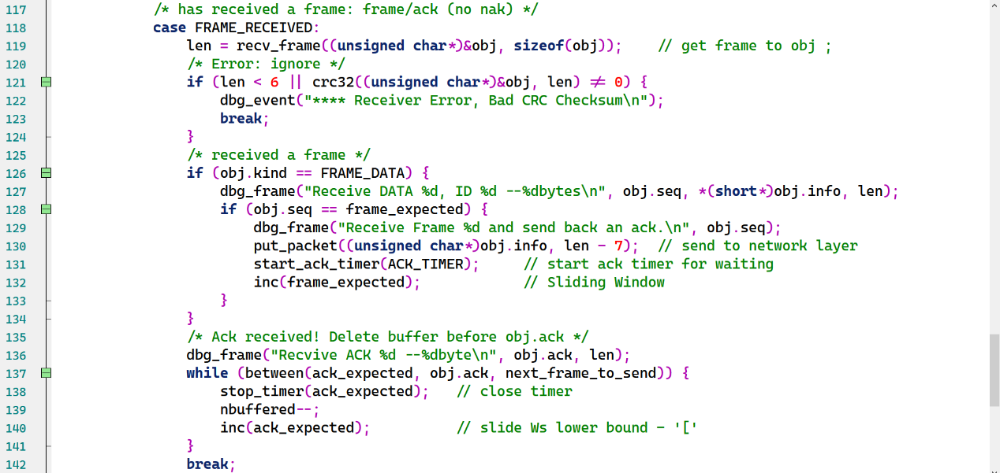 117             /* has received a frame: frame/ack (no nak) */
118             case FRAME_RECEIVED:
119                 len = recv_frame((unsigned char*)&obj, sizeof(obj));    // get frame to obj ;
120                 /* Error: ignore */
121                 if (len < 6 || crc32((unsigned char*)&obj, len) != 0) {
122                     dbg_event("**** Receiver Error, Bad CRC Checksum\n");
123                     break;
124                 }
125                 /* received a frame */
126                 if (obj.kind == FRAME_DATA) {
127                     dbg_frame("Receive DATA %d, ID %d --%dbytes\n", obj.seq, *(short*)obj.info, len);
128                     if (obj.seq == frame_expected) {
129                         dbg_frame("Receive Frame %d and send back an ack.\n", obj.seq);
130                         put_packet((unsigned char*)obj.info, len - 7);  // send to network layer
131                         start_ack_timer(ACK_TIMER);     // start ack timer for waiting
132                         inc(frame_expected);            // Sliding Window
133                     }
134                 }
135                 /* Ack received! Delete buffer before obj.ack */
136                 dbg_frame("Recvive ACK %d --%dbyte\n", obj.ack, len);
137                 while (between(ack_expected, obj.ack, next_frame_to_send)) {
138                     stop_timer(ack_expected);   // close timer
139                     nbuffered--;
140                     inc(ack_expected);          // slide Ws lower bound - '['
141                 }
142                 break;